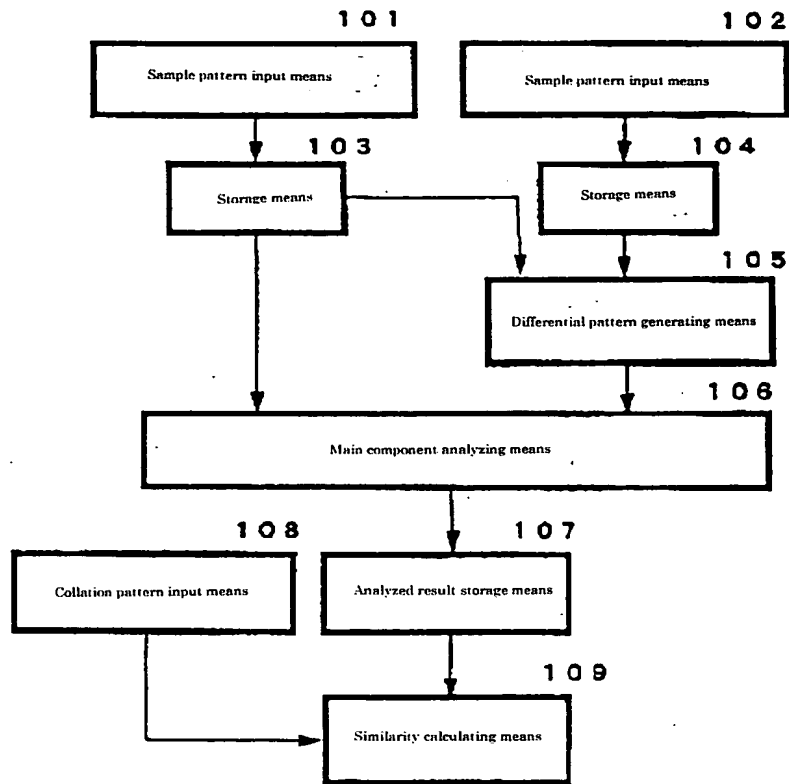 101
102
Sample pattern input means
Sample pattern input means
103
104
Storage means
Storage means
105
Differential pattern generating means
106
Main component analyzing means
108
107
Collation pattern input means
Analyzed result storage means
109
Similarity calculating means